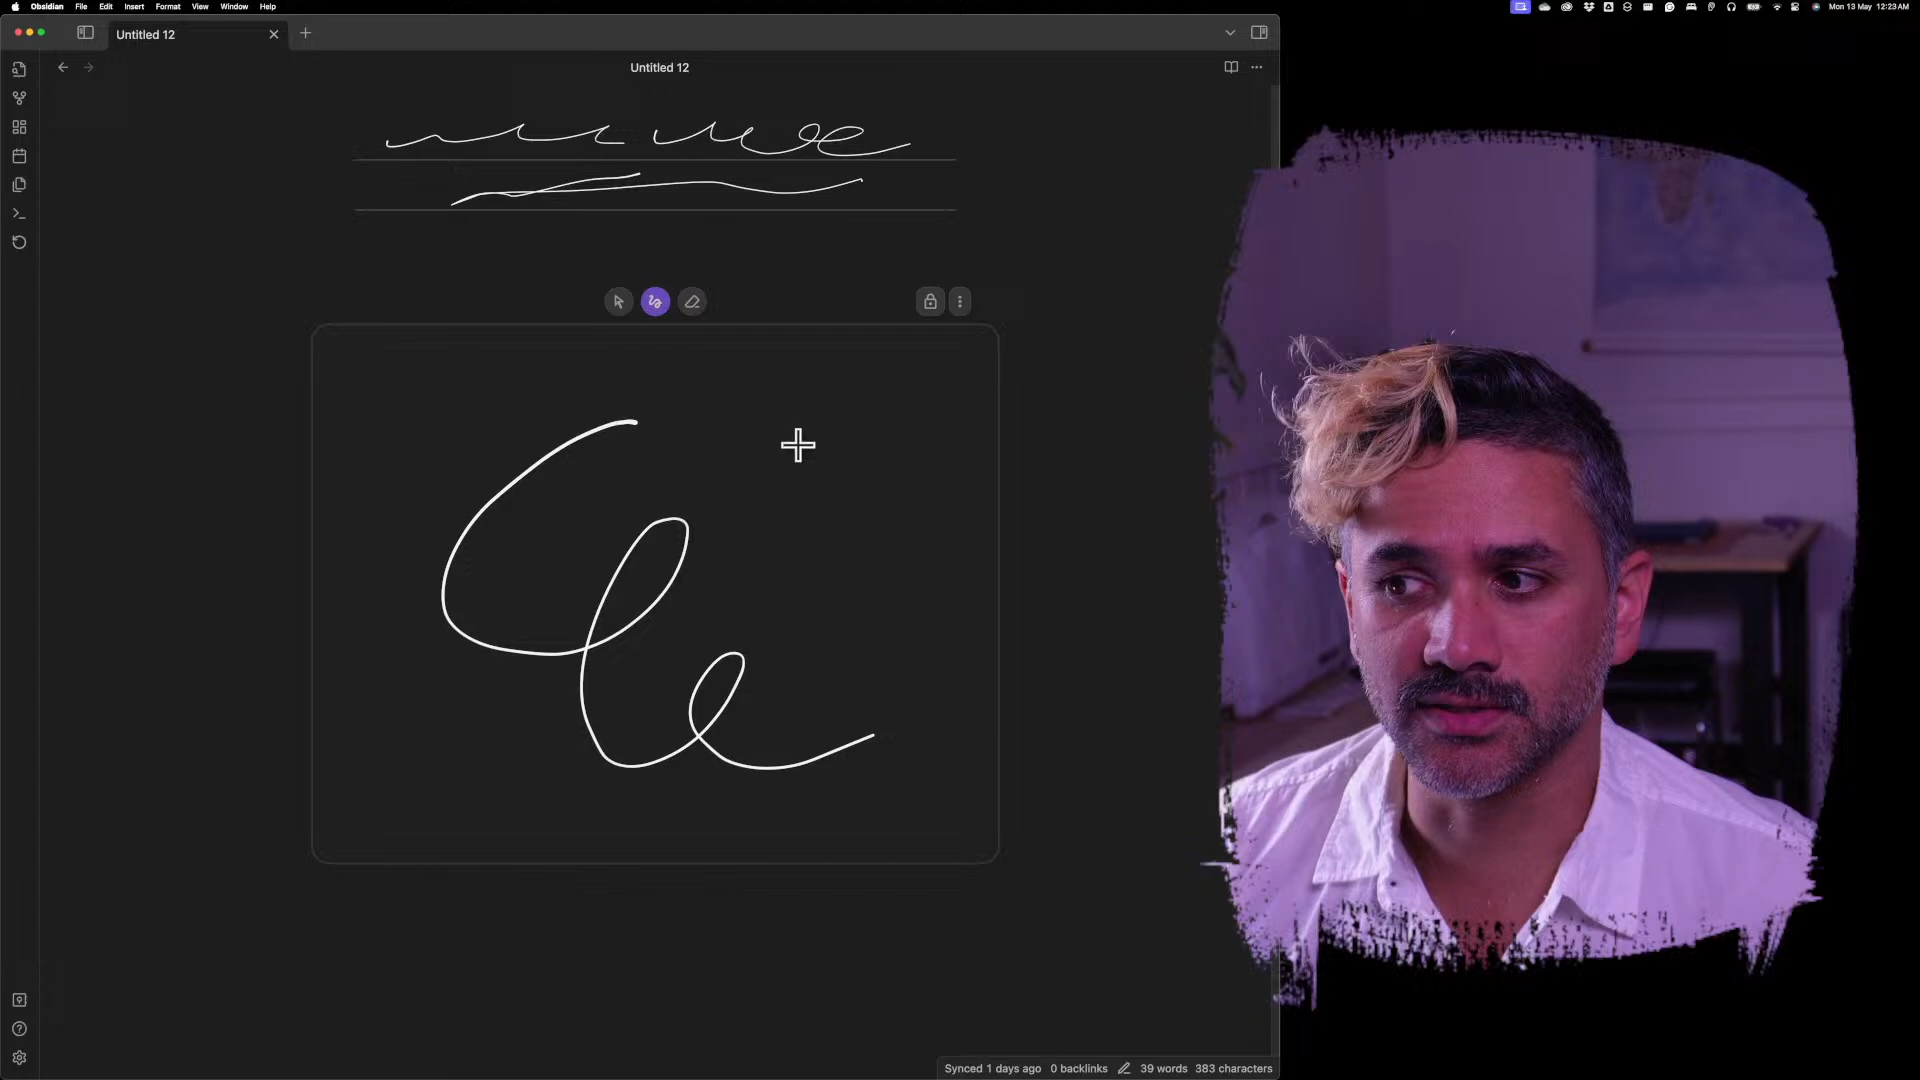 Obsidian File Edit Insert Format View Window Help
Mon 13 May 12:23 AM
Untitled 12
Untitled 12
Synced 1 days ago 0 backlinks 39 words 383 characters